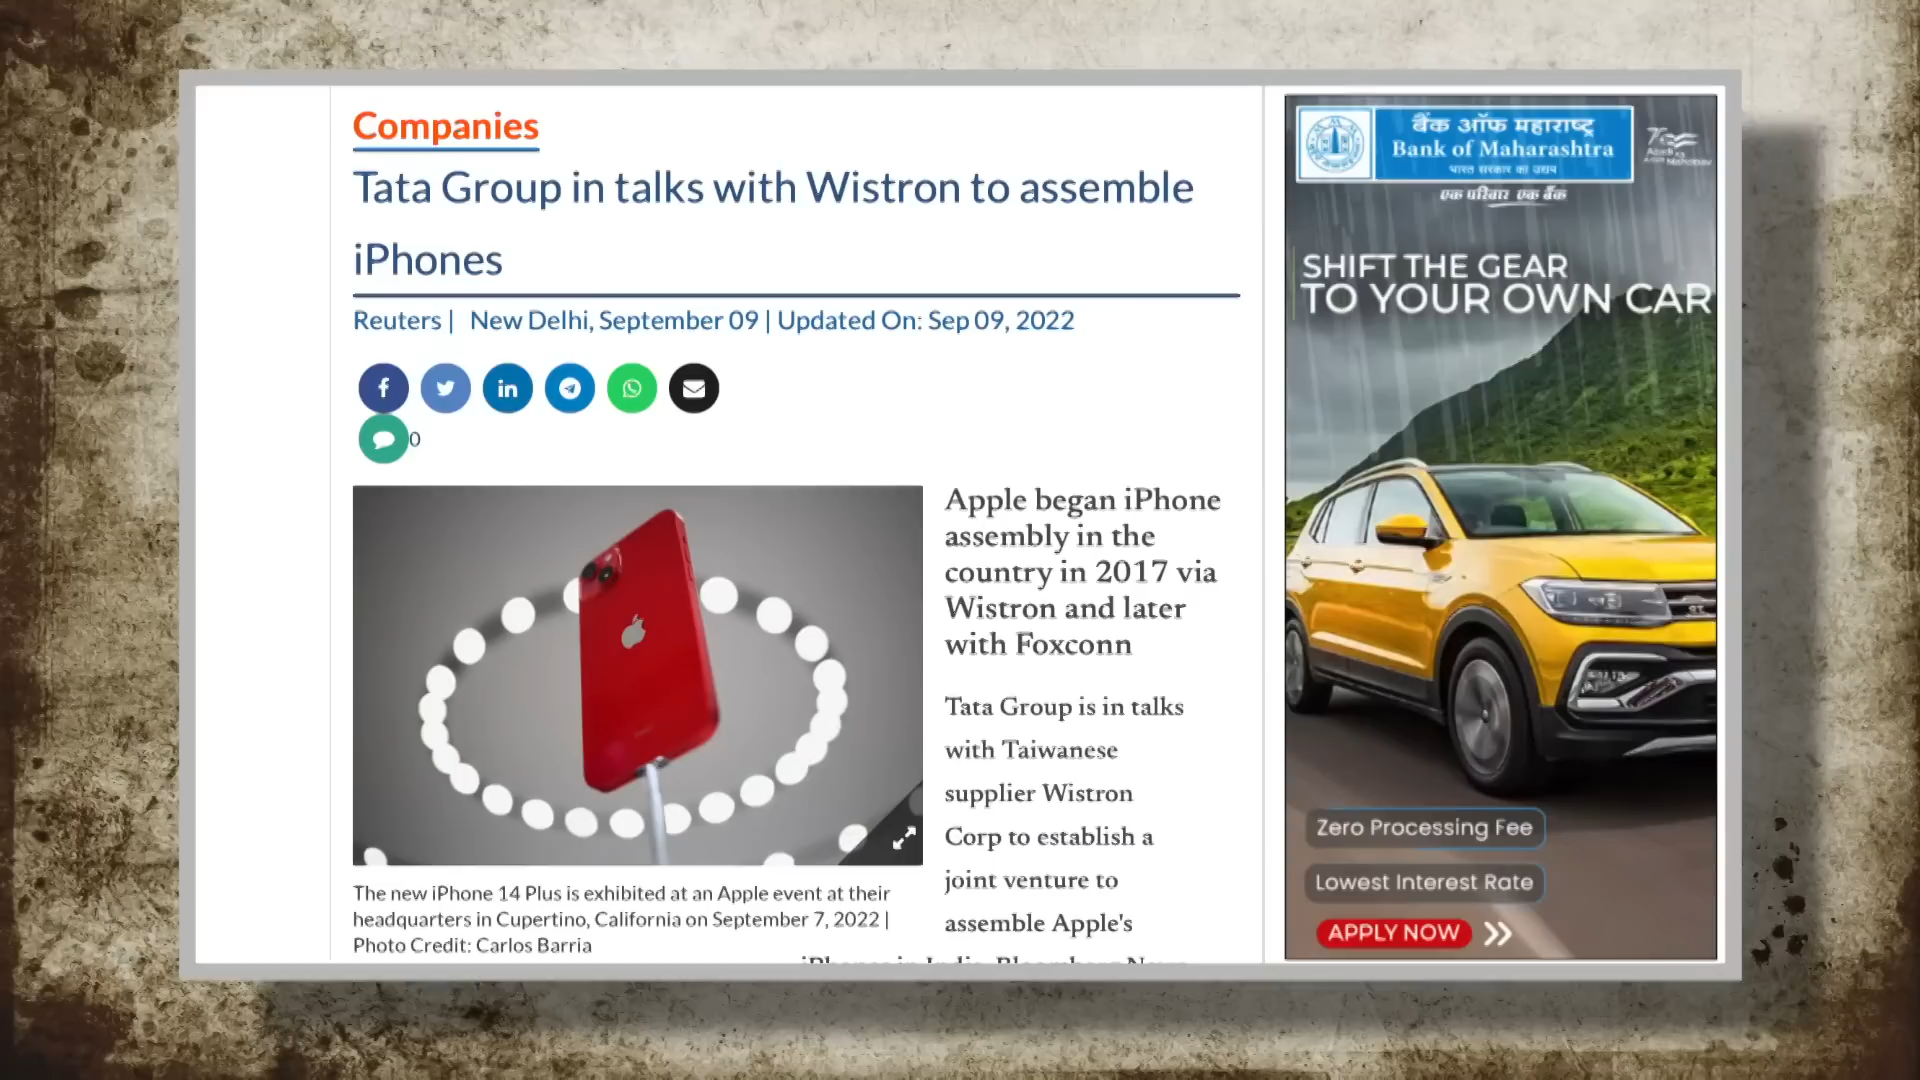 Companies
Tata Group in talks with Wistron to assemble
iPhones
Reuters | New Delhi, September 09 | Updated On: Sep 09, 2022
0
Apple began iPhone
assembly in the
country in 2017 via
Wistron and later
with Foxconn
Tata Group is in talks
with Taiwanese
supplier Wistron
Corp to establish a
joint venture to
assemble Apple's
The new iPhone 14 Plus is exhibited at an Apple event at their
headquarters in Cupertino, California on September 7, 2022 |
Photo Credit: Carlos Barria
बैंक ऑफ महाराष्ट्र
Bank of Maharashtra
भारत सरकार का उद्यम
एक परिवार एक बैंक
SHIFT THE GEAR
TO YOUR OWN CAR
Zero Processing Fee
Lowest Interest Rate
APPLY NOW